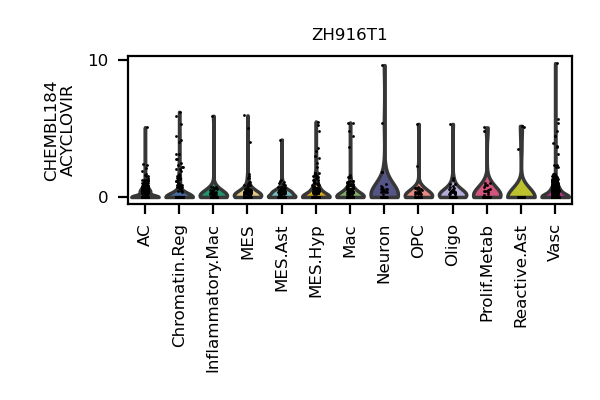 ZH916T1
CHEMBL184
ACYCLOVIR
10
0
AC
Chromatin.Reg
Inflammatory.Mac
MES
MES.Ast
MES.Hyp
Mac
Neuron
OPC
Oligo
Prolif.Metab
Reactive.Ast
Vasc